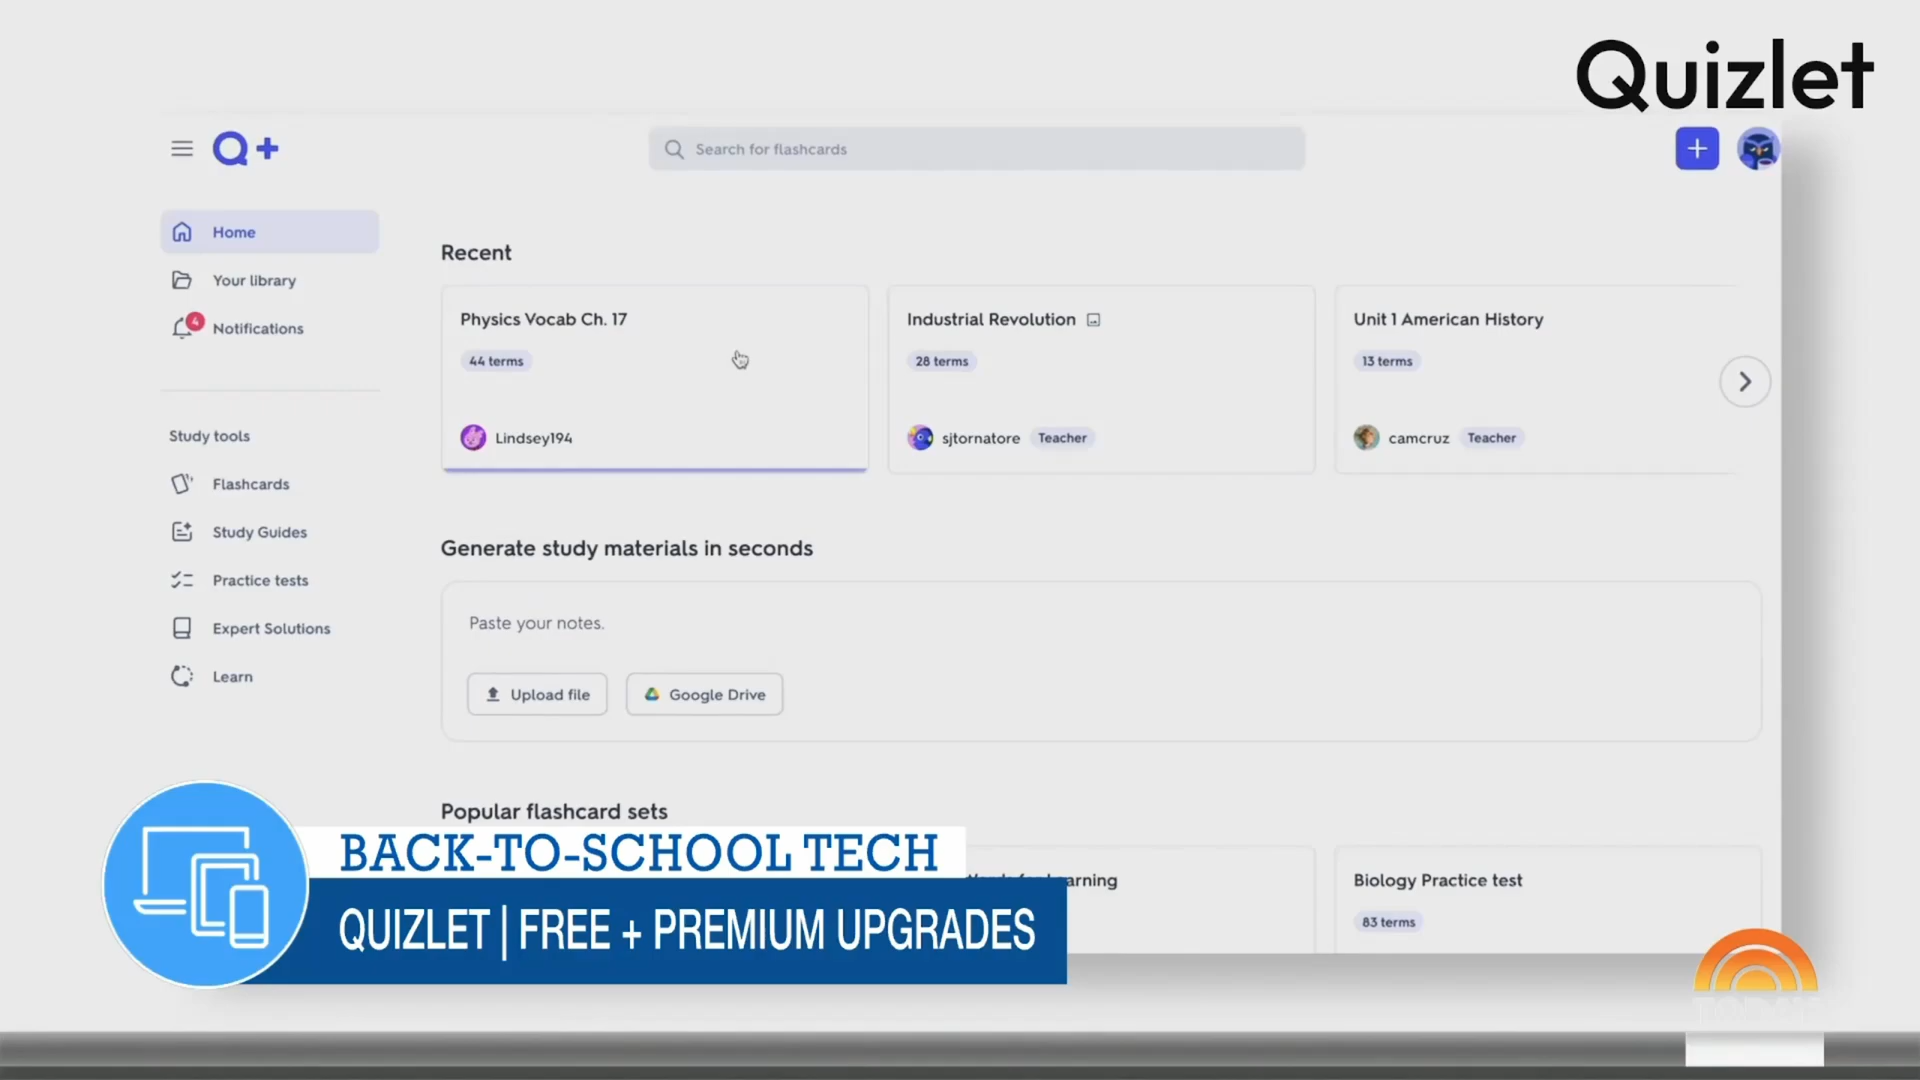 Quizlet
Q+
Search for flashcards
Home
Your library
4
Notifications
Study tools
Flashcards
Study Guides
Practice tests
Expert Solutions
Learn
Recent
Physics Vocab Ch. 17
44 terms
Lindsey194
Industrial Revolution
28 terms
sjtornatore Teacher
Unit 1 American History
13 terms
camcruz Teacher
Generate study materials in seconds
Paste your notes.
Upload file
Google Drive
Popular flashcard sets
Biology Practice test
83 terms
BACK-TO-SCHOOL TECH
QUIZLET | FREE + PREMIUM UPGRADES
TODAY